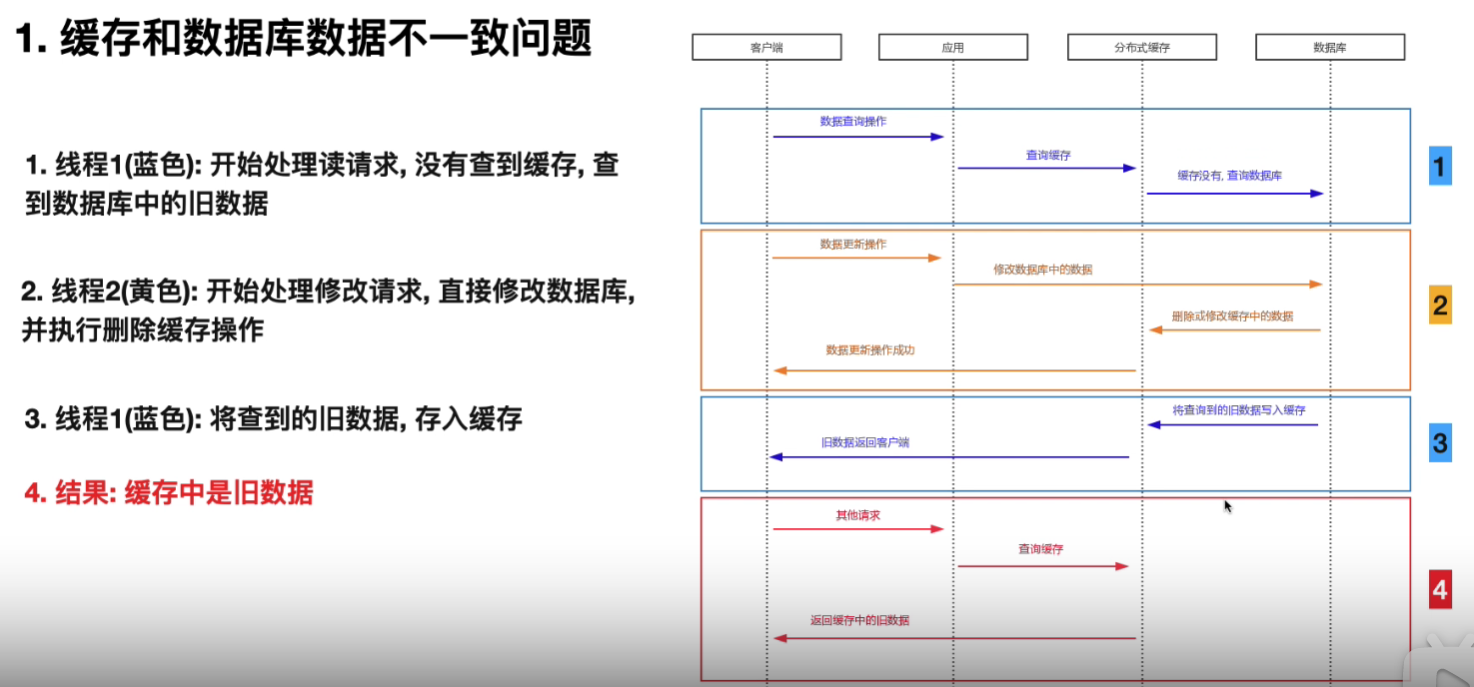 1. 缓存和数据库数据不一致问题
1. 线程1(蓝色): 开始处理读请求, 没有查到缓存, 查
到数据库中的旧数据
2. 线程2(黄色): 开始处理修改请求, 直接修改数据库,
并执行删除缓存操作
3. 线程1(蓝色): 将查到的旧数据, 存入缓存
4. 结果: 缓存中是旧数据
客户端
应用
分布式缓存
数据库
数据查询操作
查询缓存
缓存没有, 查询数据库
1
数据更新操作
修改数据库中的数据
删除或修改缓存中的数据
数据更新操作成功
2
将查询到的旧数据写入缓存
旧数据返回客户端
3
其他请求
查询缓存
返回缓存中的旧数据
4